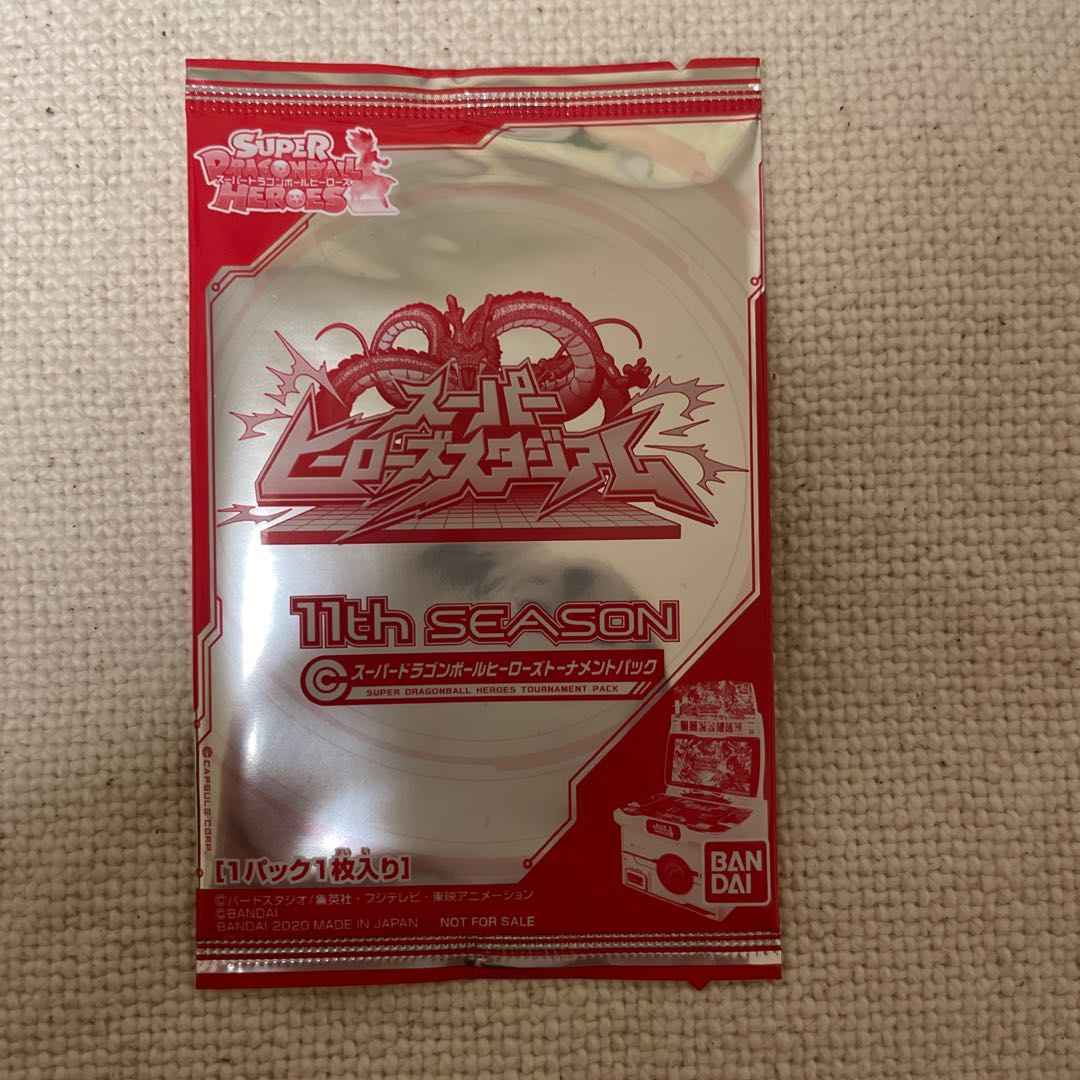 SUPER
DRAGONBALL
スーパードラゴンボールヒーローズ
HEROES
スーパー
ヒーローズスタジアム
11th SEASON
C スーパードラゴンボールヒーローズトーナメントパック
SUPER DRAGONBALL HEROES TOURNAMENT PACK
© CAPSULE CORP.
[1パック1枚入り]
まい い
©バードスタジオ/集英社・フジテレビ・東映アニメーション
©BANDAI
BANDAI 2020 MADE IN JAPAN NOT FOR SALE
BAN
DAI